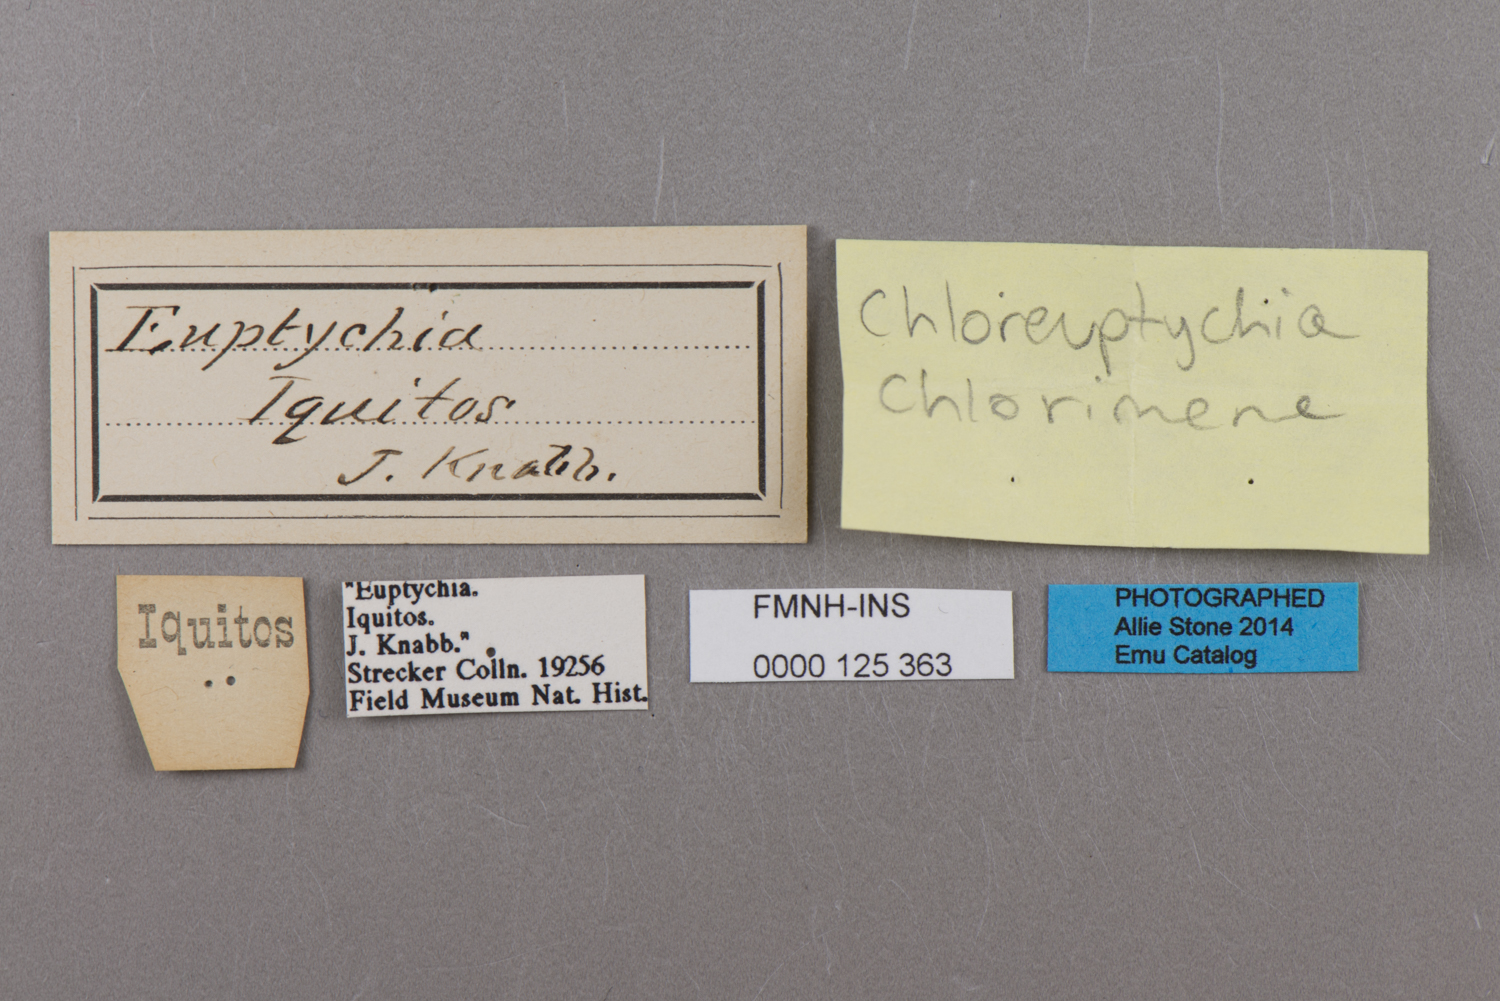 Euptychia
Iquitos
J. Knabb.
Chloreuptychia
Chlorimene
Iquitos
"Euptychia.
Iquitos.
J. Knabb."
Strecker Colln. 19256
Field Museum Nat. Hist.
FMNH-INS
0000 125 363
PHOTOGRAPHED
Allie Stone 2014
Emu Catalog